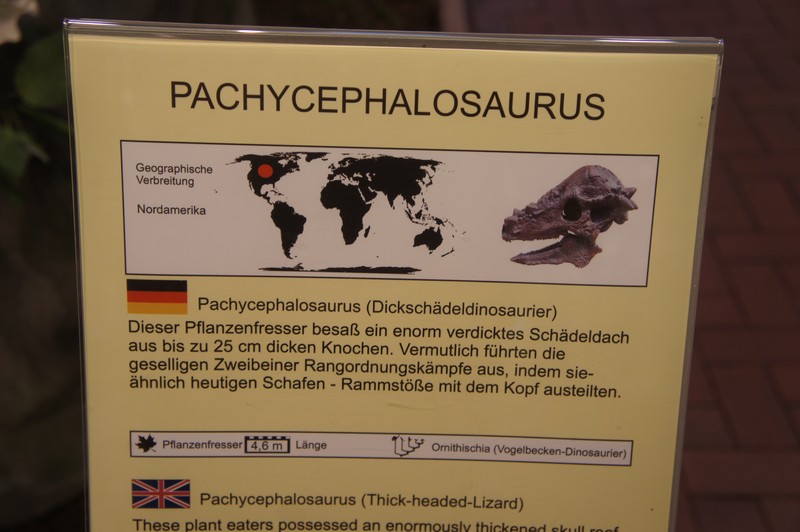 PACHYCEPHALOSAURUS
Geographische
Verbreitung
Nordamerika
Pachycephalosaurus (Dickschädeldinosaurier)
Dieser Pflanzenfresser besaß ein enorm verdicktes Schädeldach
aus bis zu 25 cm dicken Knochen. Vermutlich führten die
geselligen Zweibeiner Rangordnungskämpfe aus, indem sie-
ähnlich heutigen Schafen - Rammstöße mit dem Kopf austeilten.
Pflanzenfresser 4,6 m Länge Ornithischia (Vogelbecken-Dinosaurier)
Pachycephalosaurus (Thick-headed-Lizard)
These plant eaters possessed an enormously thickened skull roof